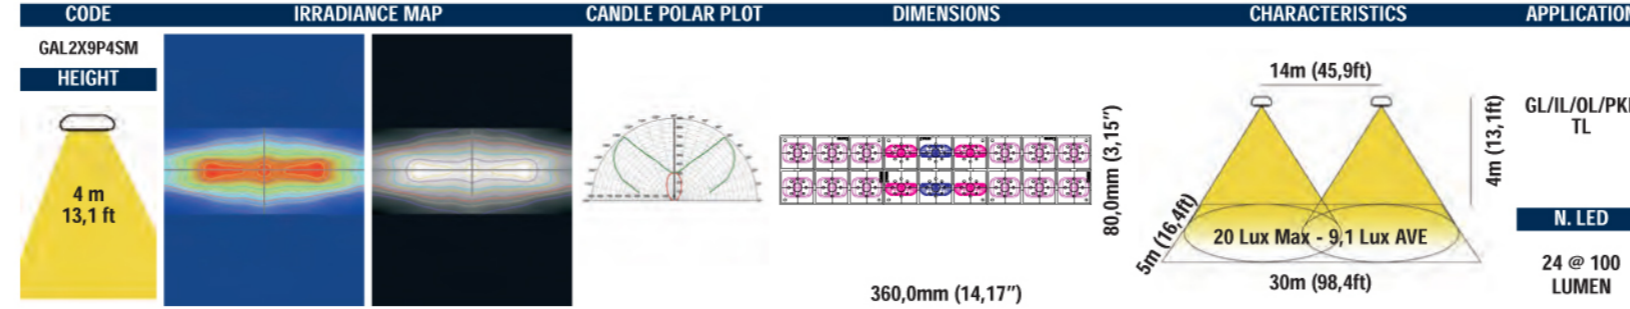 CODE
IRRADIANCE MAP
CANDLE POLAR PLOT
DIMENSIONS
CHARACTERISTICS
APPLICATION
GAL2X9P4SM
HEIGHT
4 m
13,1 ft
80,0mm (3,15")
360,0mm (14,17")
14m (45,9ft)
4m (13,1ft)
5m (16,4ft)
20 Lux Max - 9,1 Lux AVE
30m (98,4ft)
GL/IL/OL/PKL
TL
N. LED
24 @ 100
LUMEN